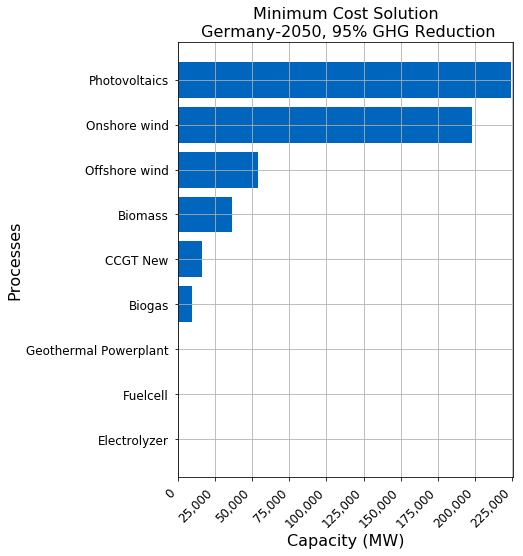 Minimum Cost Solution
Germany-2050, 95% GHG Reduction
Processes
Photovoltaics
Onshore wind
Offshore wind
Biomass
CCGT New
Biogas
Geothermal Powerplant
Fuelcell
Electrolyzer
0
25,000
50,000
75,000
100,000
125,000
150,000
175,000
200,000
225,000
Capacity (MW)